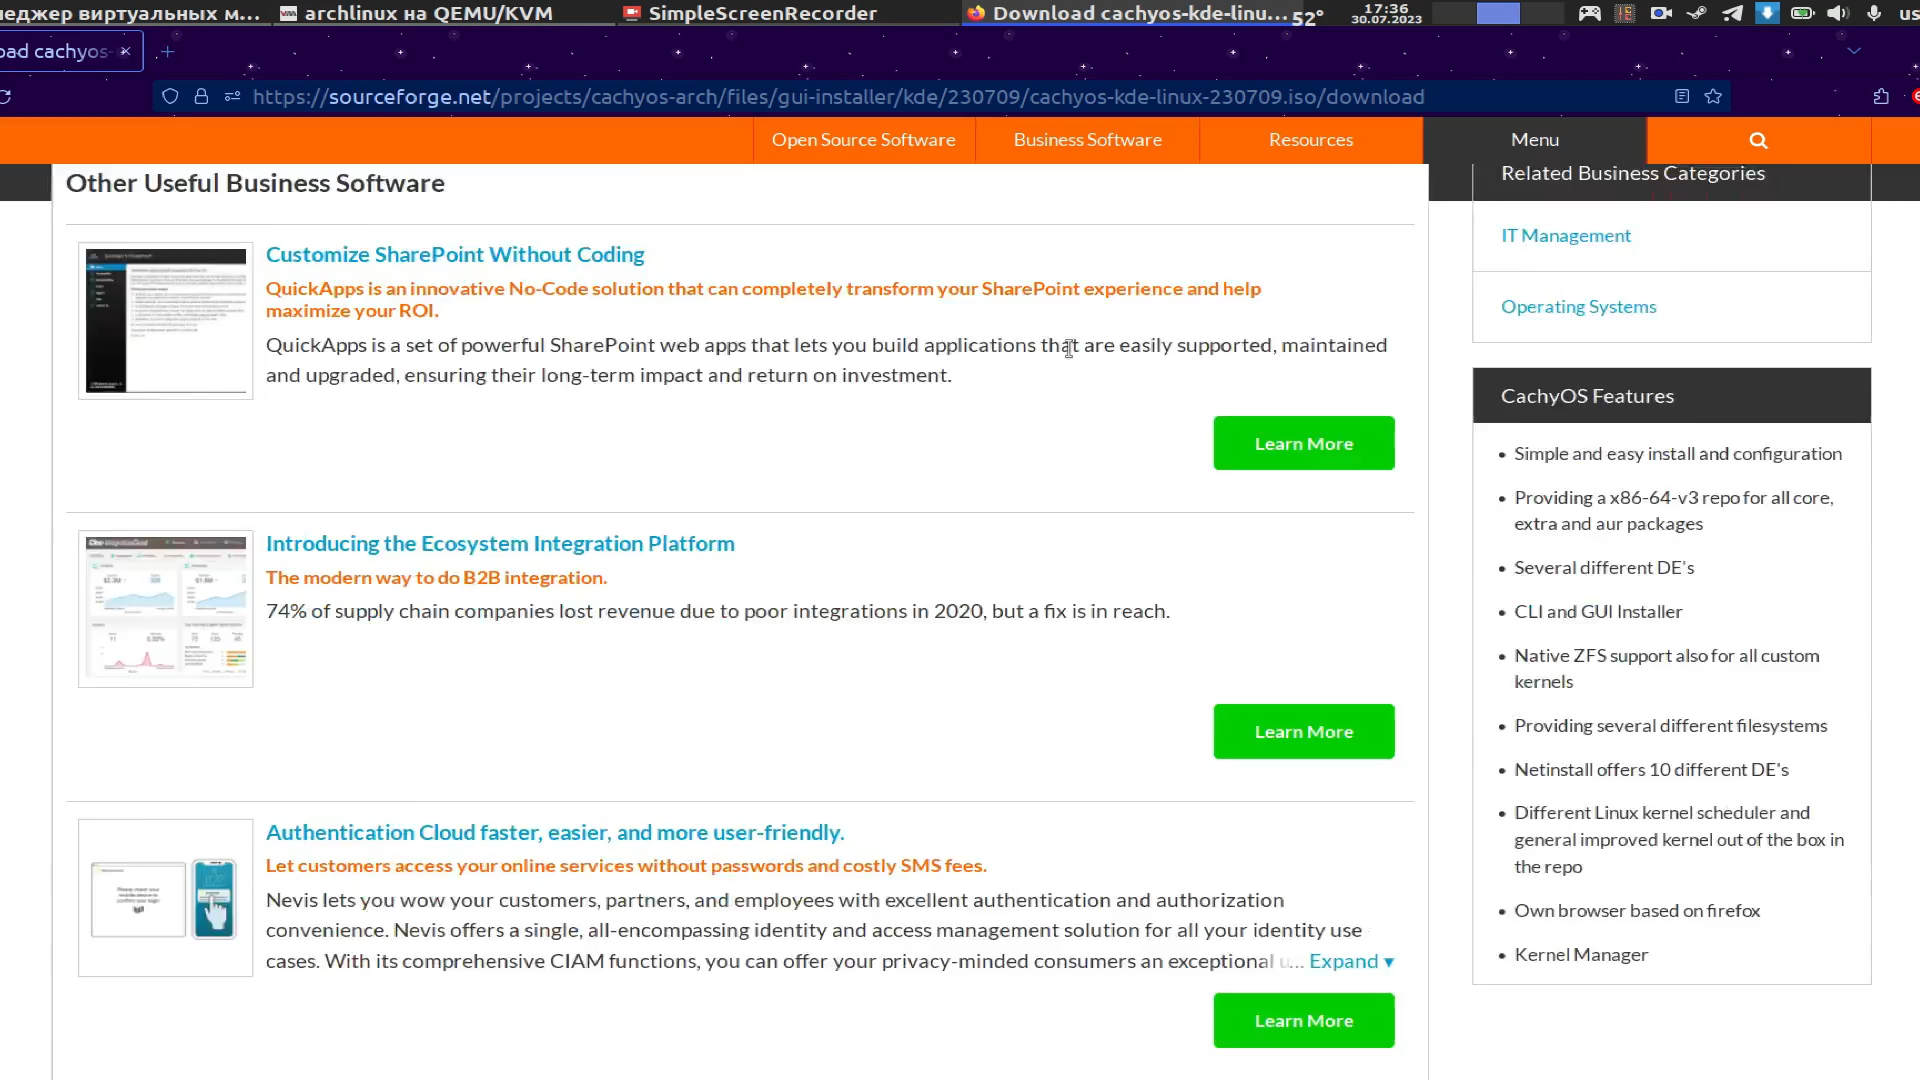 неджер виртуальных м... archlinux на QEMU/KVM SimpleScreenRecorder Download cachyos-kde-linu... 52° 17:36 30.07.2023 us
oad cachyos-
https://sourceforge.net/projects/cachyos-arch/files/gui-installer/kde/230709/cachyos-kde-linux-230709.iso/download
Open Source Software Business Software Resources Menu
Other Useful Business Software
Customize SharePoint Without Coding
QuickApps is an innovative No-Code solution that can completely transform your SharePoint experience and help
maximize your ROI.
QuickApps is a set of powerful SharePoint web apps that lets you build applications that are easily supported, maintained
and upgraded, ensuring their long-term impact and return on investment.
Learn More
Introducing the Ecosystem Integration Platform
The modern way to do B2B integration.
74% of supply chain companies lost revenue due to poor integrations in 2020, but a fix is in reach.
Learn More
Authentication Cloud faster, easier, and more user-friendly.
Let customers access your online services without passwords and costly SMS fees.
Nevis lets you wow your customers, partners, and employees with excellent authentication and authorization
convenience. Nevis offers a single, all-encompassing identity and access management solution for all your identity use
cases. With its comprehensive CIAM functions, you can offer your privacy-minded consumers an exceptional u... Expand ▾
Learn More
Related Business Categories
IT Management
Operating Systems
CachyOS Features
• Simple and easy install and configuration
• Providing a x86-64-v3 repo for all core,
extra and aur packages
• Several different DE's
• CLI and GUI Installer
• Native ZFS support also for all custom
kernels
• Providing several different filesystems
• Netinstall offers 10 different DE's
• Different Linux kernel scheduler and
general improved kernel out of the box in
the repo
• Own browser based on firefox
• Kernel Manager